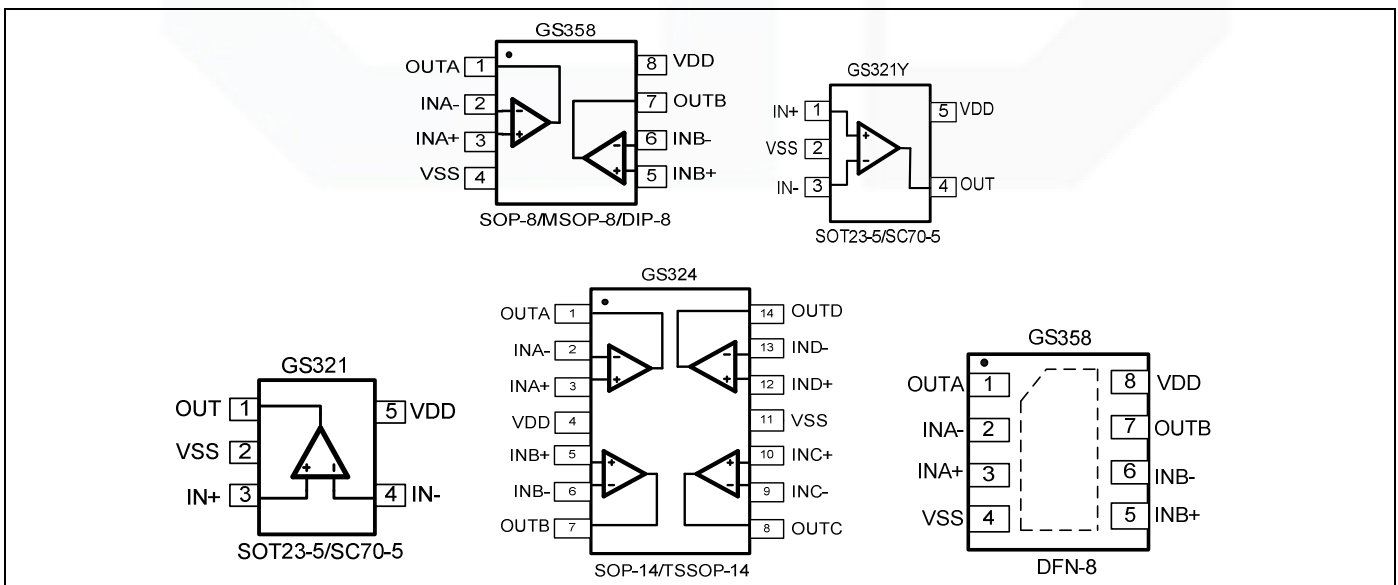 GS358
OUTA 1 8 VDD
INA- 2 7 OUTB
INA+ 3 6 INB-
VSS 4 5 INB+
- +
- +
SOP-8/MSOP-8/DIP-8
GS321Y
IN+ 1 5 VDD
VSS 2
IN- 3 4 OUT
+ -
SOT23-5/SC70-5
GS321
OUT 1 5 VDD
VSS 2
IN+ 3 4 IN-
+ -
SOT23-5/SC70-5
GS324
OUTA 1 14 OUTD
INA- 2 13 IND-
INA+ 3 12 IND+
VDD 4 11 VSS
INB+ 5 10 INC+
INB- 6 9 INC-
OUTB 7 8 OUTC
- +
- +
+ -
+ -
SOP-14/TSSOP-14
GS358
OUTA 1 8 VDD
INA- 2 7 OUTB
INA+ 3 6 INB-
VSS 4 5 INB+
DFN-8